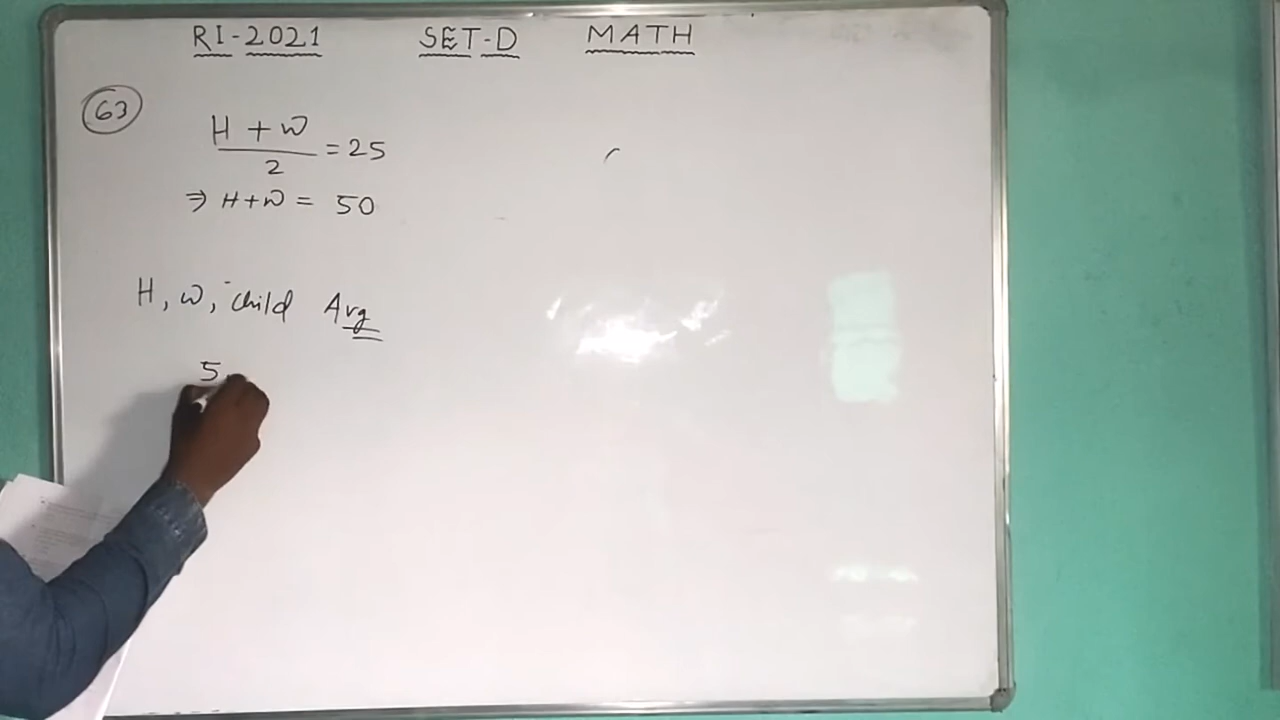 RI-2021 SET-D MATH
63
H + W
2
= 25
⇒ H+W = 50
H, W, child Avg
5